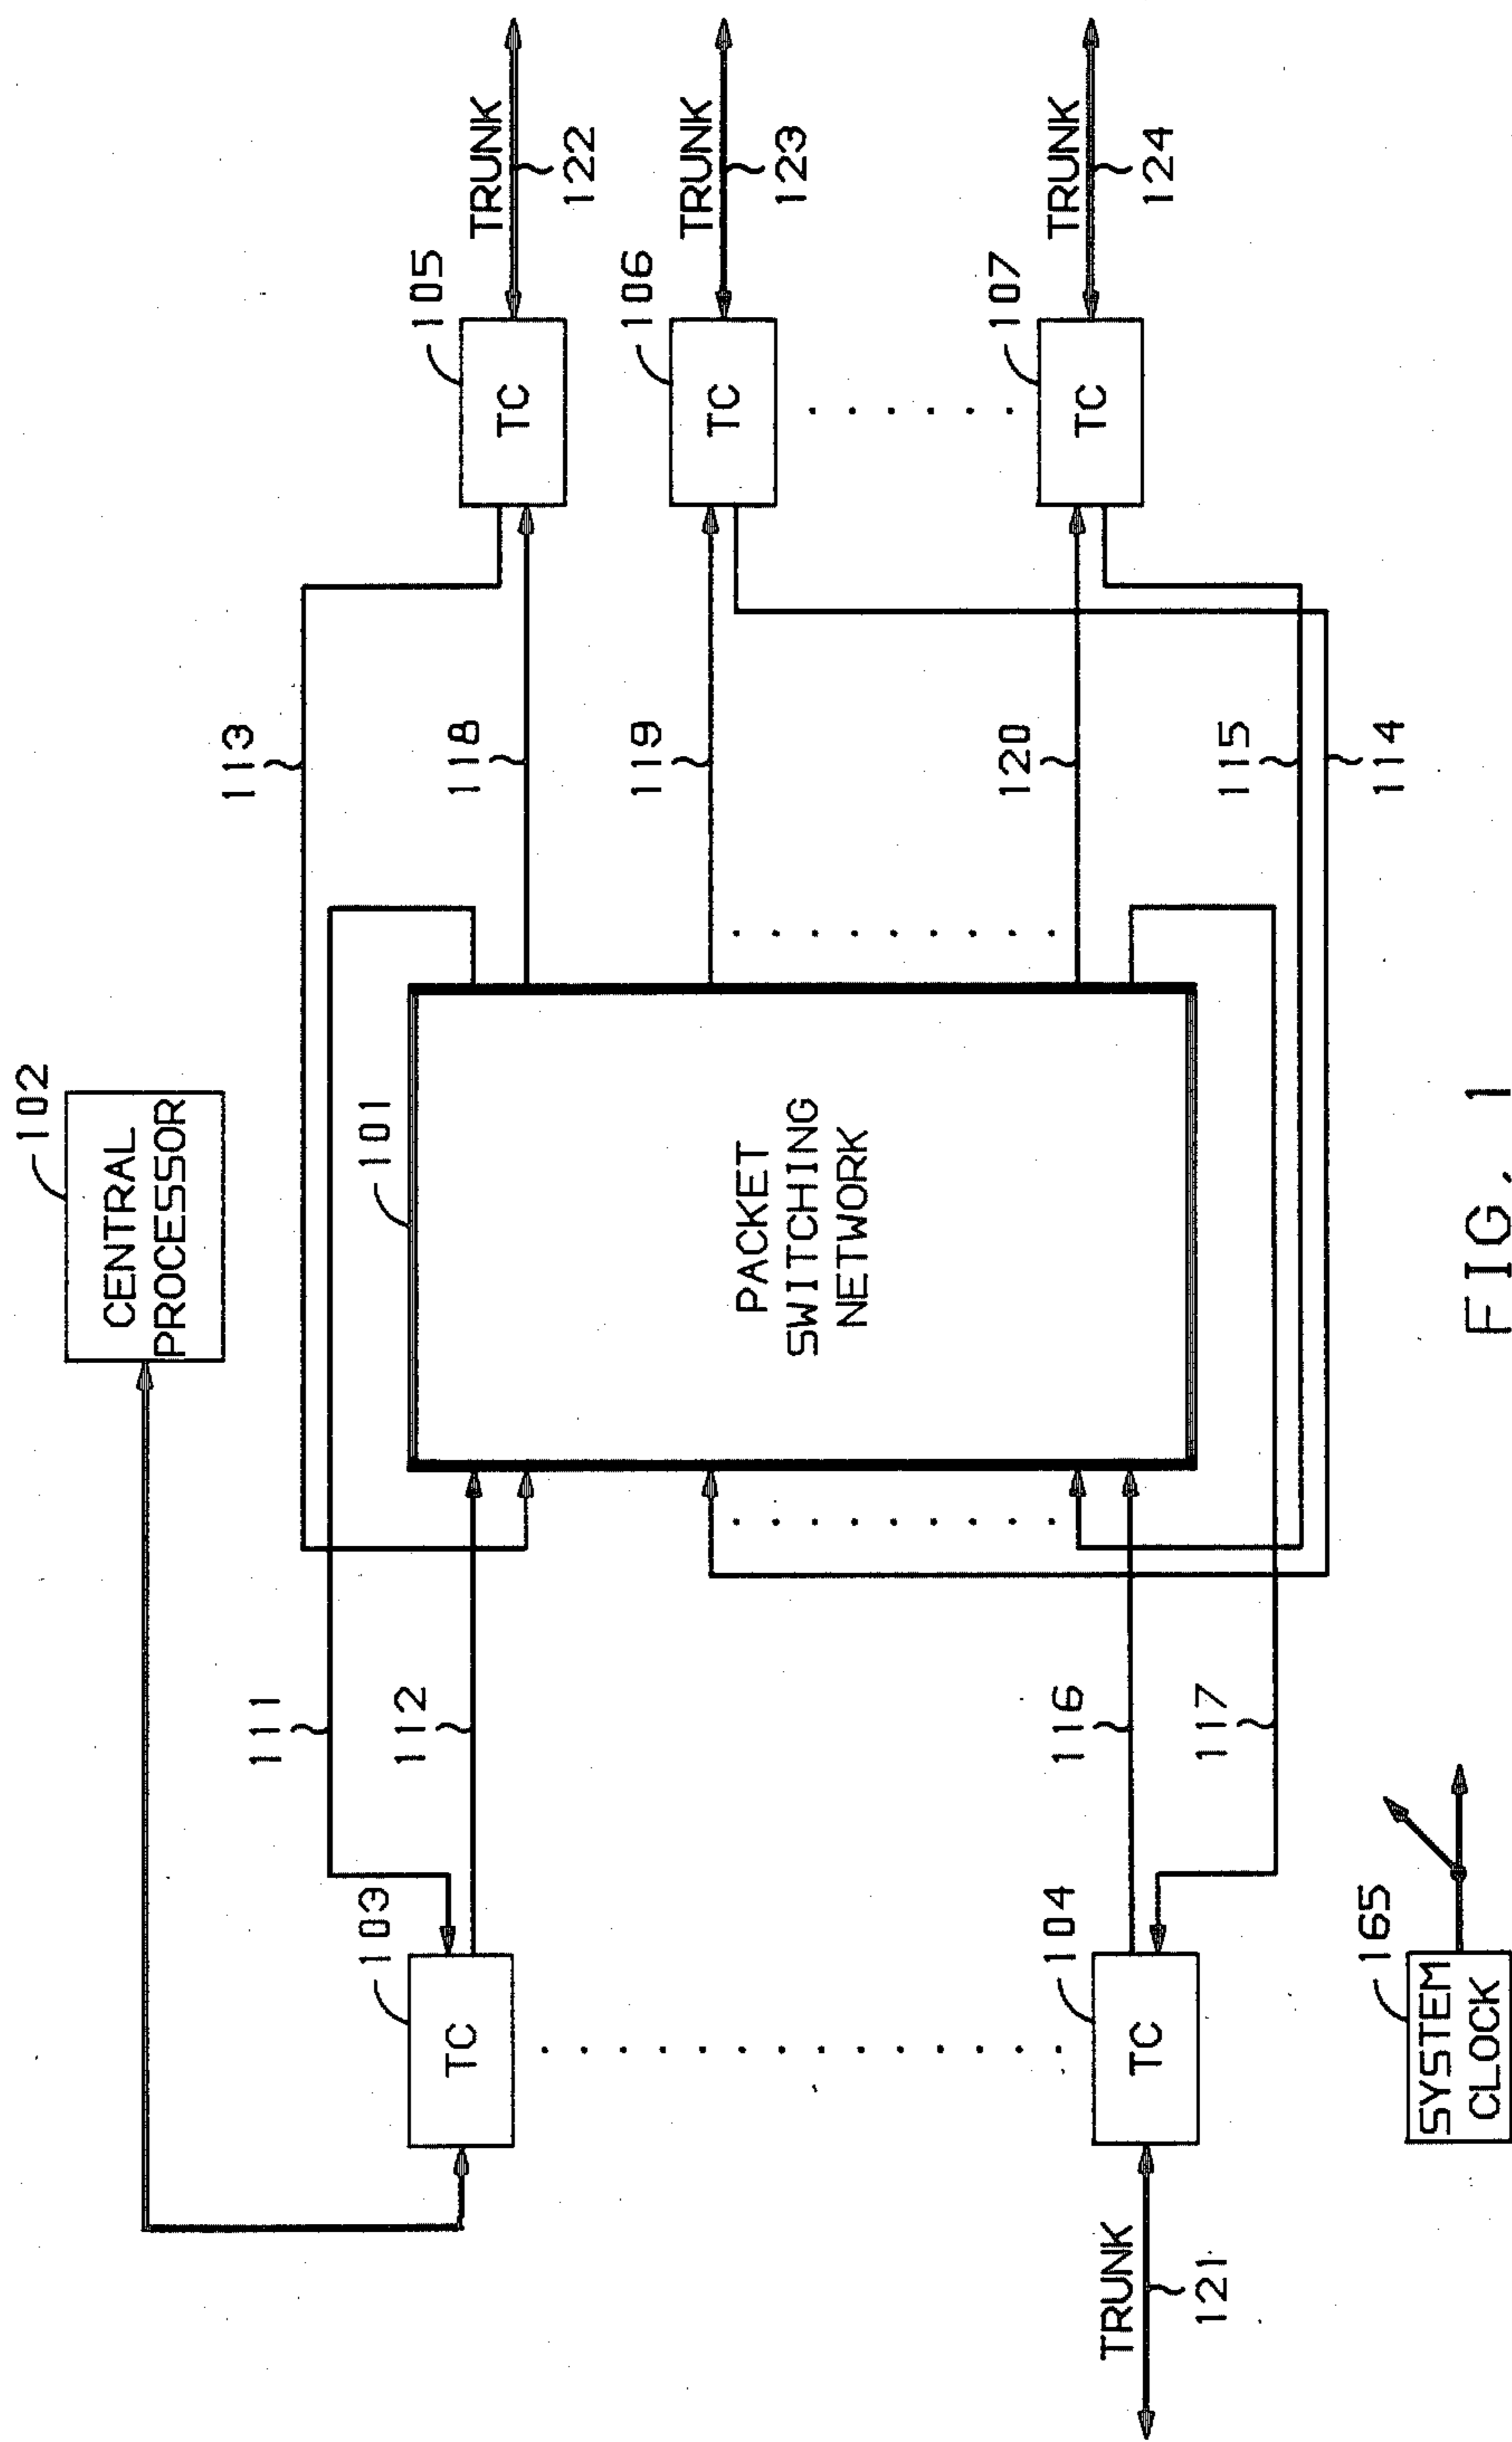 102
CENTRAL
PROCESSOR
113
111
112
101
118
105
TRUNK
122
103
TC
TC
119
106
TRUNK
123
TC
PACKET
SWITCHING
NETWORK
116
104
120
107
TRUNK
124
TRUNK
121
TC
TC
117
115
114
165
SYSTEM
CLOCK
FIG. 1